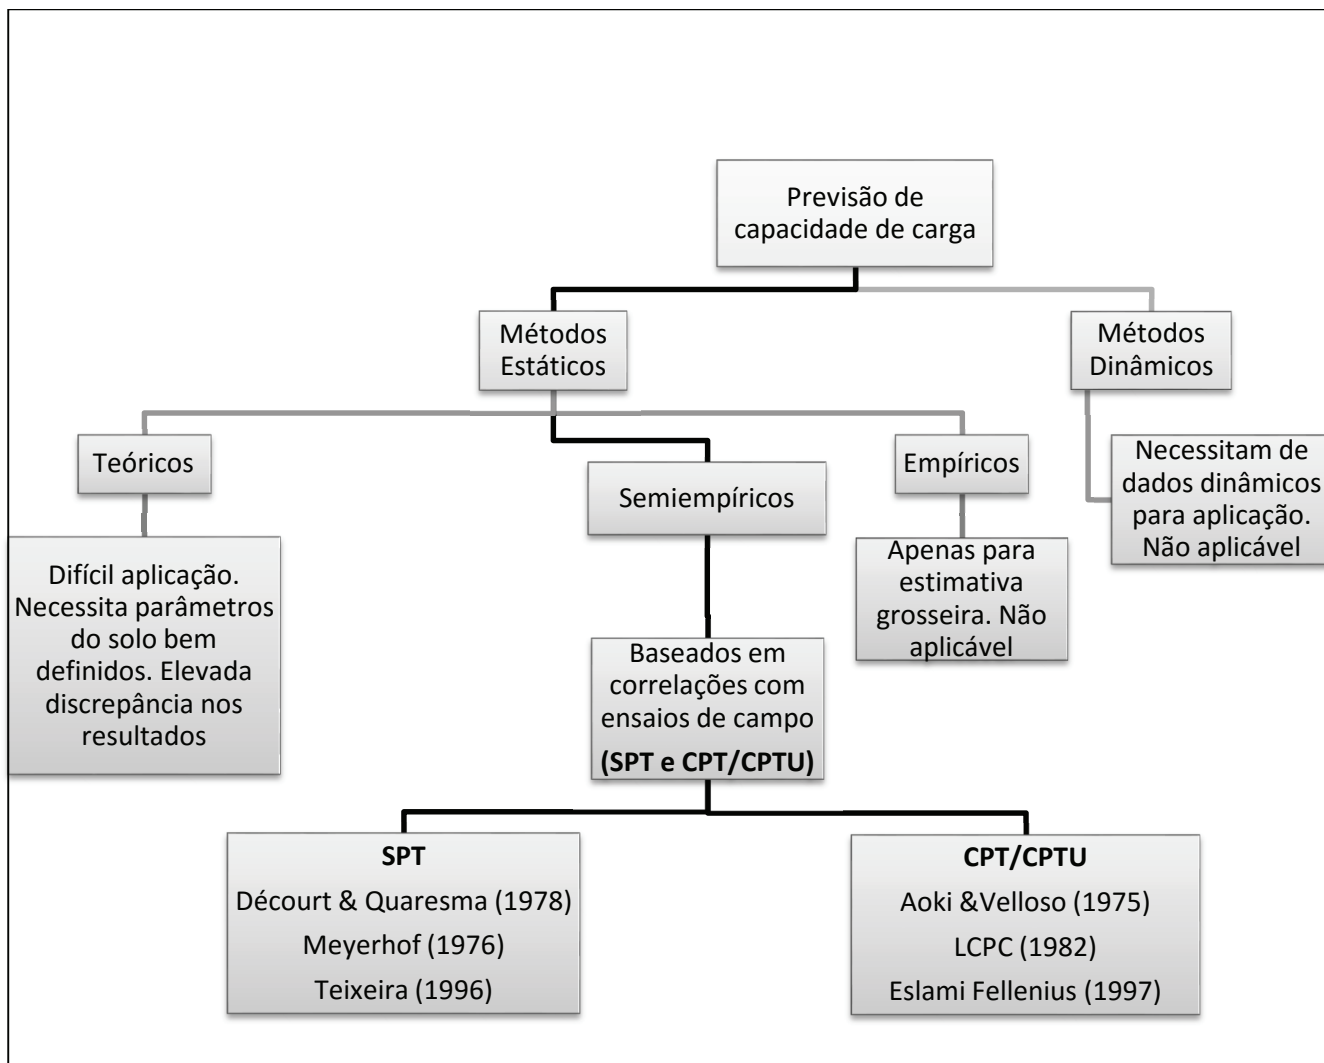 Previsão de
capacidade de carga
Métodos
Estáticos
Métodos
Dinâmicos
Teóricos
Semiempíricos
Empíricos
Necessitam de
dados dinâmicos
para aplicação.
Não aplicável
Difícil aplicação.
Necessita parâmetros
do solo bem
definidos. Elevada
discrepância nos
resultados
Apenas para
estimativa
grosseira. Não
aplicável
Baseados em
correlações com
ensaios de campo
(SPT e CPT/CPTU)
SPT
Décourt & Quaresma (1978)
Meyerhof (1976)
Teixeira (1996)
CPT/CPTU
Aoki &Velloso (1975)
LCPC (1982)
Eslami Fellenius (1997)